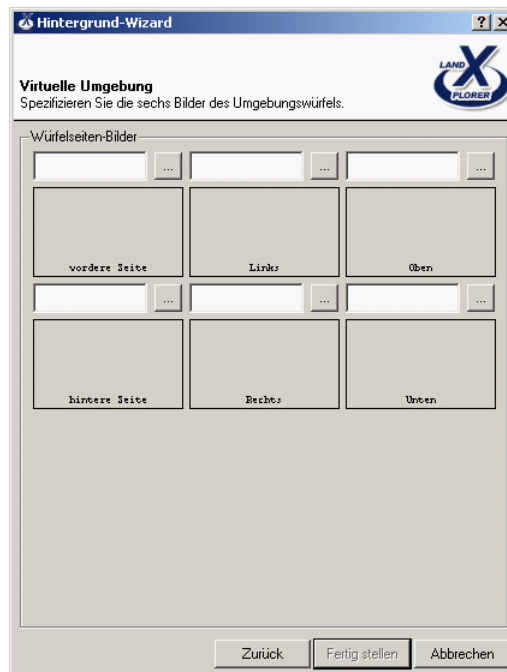 Hintergrund-Wizard
LAND
X
PLORER
Virtuelle Umgebung
Spezifizieren Sie die sechs Bilder des Umgebungswürfels.
Würfelseiten-Bilder
... ... ...
vordere Seite Links Oben
... ... ...
hintere Seite Rechts Unten
Zurück Fertig stellen Abbrechen